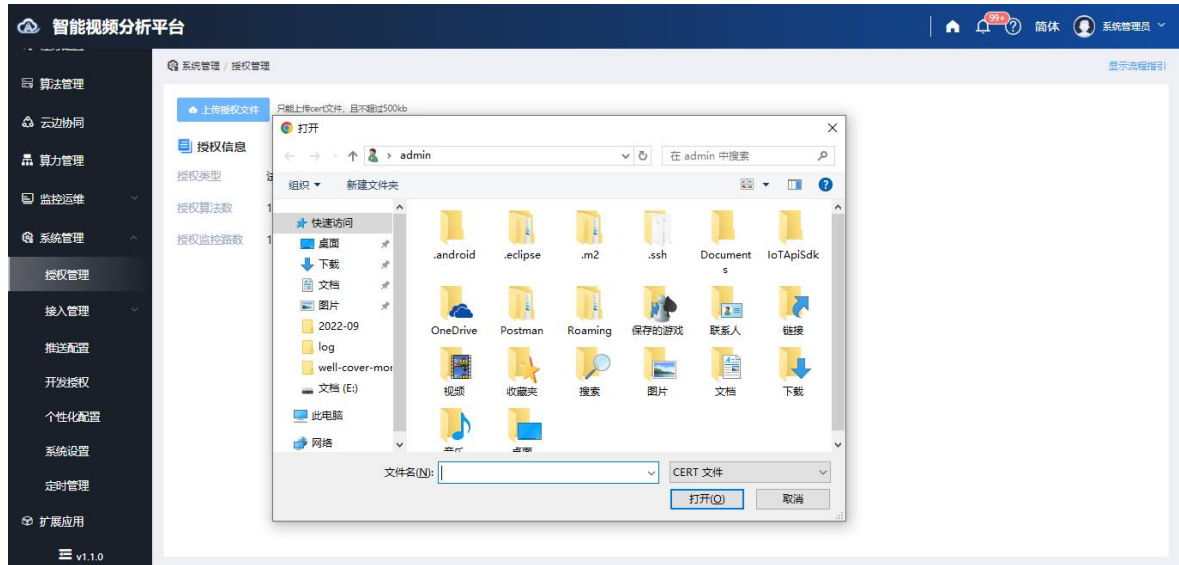 智能视频分析平台
99+
简体
系统管理员
系统管理 / 授权管理
显示流程指引
算法管理
云边协同
算力管理
监控运维
系统管理
授权管理
接入管理
推送配置
开发授权
个性化配置
系统设置
定时管理
扩展应用
v1.1.0
上传授权文件
只能上传cert文件，且不超过500kb
授权信息
授权类型
授权算法数 1
授权监控路数 1
打开
admin
在 admin 中搜索
组织
新建文件夹
快速访问
桌面
下载
文档
图片
2022-09
log
well-cover-mor
文档 (E:)
此电脑
网络
.android
.eclipse
.m2
.ssh
Documents
IoTApiSdk
OneDrive
Postman
Roaming
保存的游戏
联系人
链接
视频
收藏夹
搜索
图片
文档
下载
音乐
桌面
文件名(N):
CERT 文件
打开(O)
取消